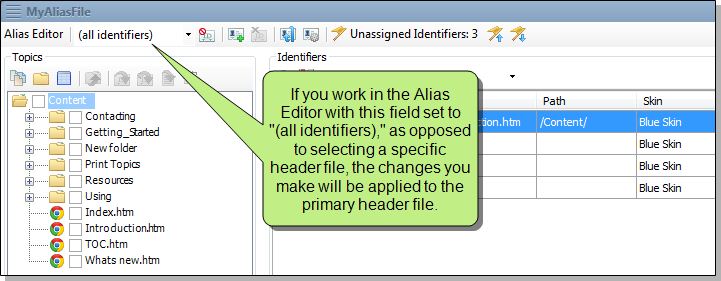 MyAliasFile
Alias Editor (all identifiers) Unassigned Identifiers: 3
Topics
Identifiers
If you work in the Alias
Editor with this field set to
"(all identifiers)," as opposed
to selecting a specific
header file, the changes you
make will be applied to the
primary header file.
Path Skin
Content
ction.htm /Content/ Blue Skin
Contacting
Getting_Started
Blue Skin
New folder
Print Topics
Blue Skin
Resources
Using
Blue Skin
Index.htm
Introduction.htm
TOC.htm
Whats new.htm